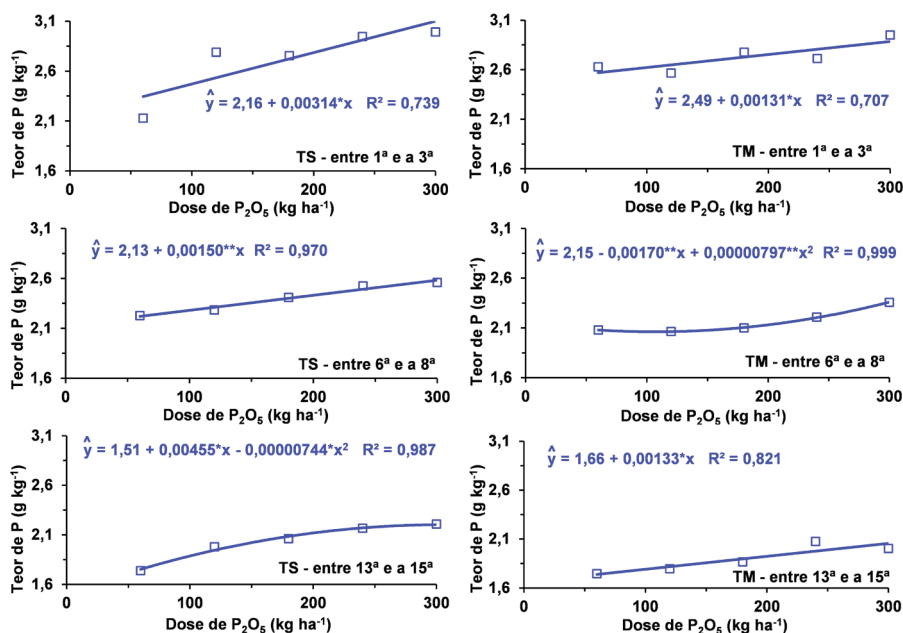 Teor de P (g kg⁻¹)
3,1
2,6
2,1
1,6
ŷ = 2,16 + 0,00314*x R² = 0,739
TS - entre 1ª e a 3ª
0 100 200 300
Dose de P₂O₅ (kg ha⁻¹)
Teor de P (g kg⁻¹)
3,1
2,6
2,1
1,6
ŷ = 2,49 + 0,00131*x R² = 0,707
TM - entre 1ª e a 3ª
0 100 200 300
Dose de P₂O₅ (kg ha⁻¹)
Teor de P (g kg⁻¹)
3,1
2,6
2,1
1,6
ŷ = 2,13 + 0,00150**x R² = 0,970
TS - entre 6ª e a 8ª
0 100 200 300
Dose de P₂O₅ (kg ha⁻¹)
Teor de P (g kg⁻¹)
3,1
2,6
2,1
1,6
ŷ = 2,15 - 0,00170**x + 0,00000797**x² R² = 0,999
TM - entre 6ª e a 8ª
0 100 200 300
Dose de P₂O₅ (kg ha⁻¹)
Teor de P (g kg⁻¹)
3,1
2,6
2,1
1,6
ŷ = 1,51 + 0,00455*x - 0,00000744*x² R² = 0,987
TS - entre 13ª e a 15ª
0 100 200 300
Dose de P₂O₅ (kg ha⁻¹)
Teor de P (g kg⁻¹)
3,1
2,6
2,1
1,6
ŷ = 1,66 + 0,00133*x R² = 0,821
TM - entre 13ª e a 15ª
0 100 200 300
Dose de P₂O₅ (kg ha⁻¹)